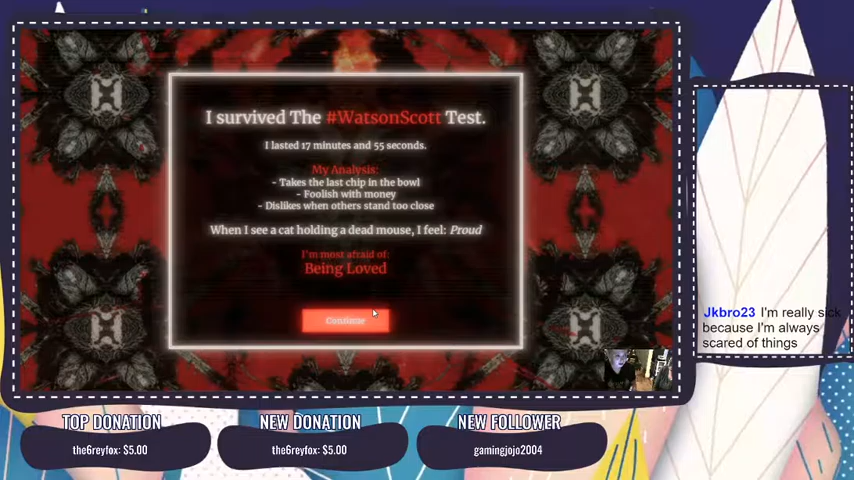 I survived The #WatsonScott Test.
I lasted 17 minutes and 55 seconds.
My Analysis:
- Takes the last chip in the bowl
- Foolish with money
- Dislikes when others stand too close
When I see a cat holding a dead mouse, I feel: Proud
I'm most afraid of:
Being Loved
Continue
Jkbro23 I'm really sick
because I'm always
scared of things
TOP DONATION
the6reyfox: $5.00
NEW DONATION
the6reyfox: $5.00
NEW FOLLOWER
gamingjojo2004